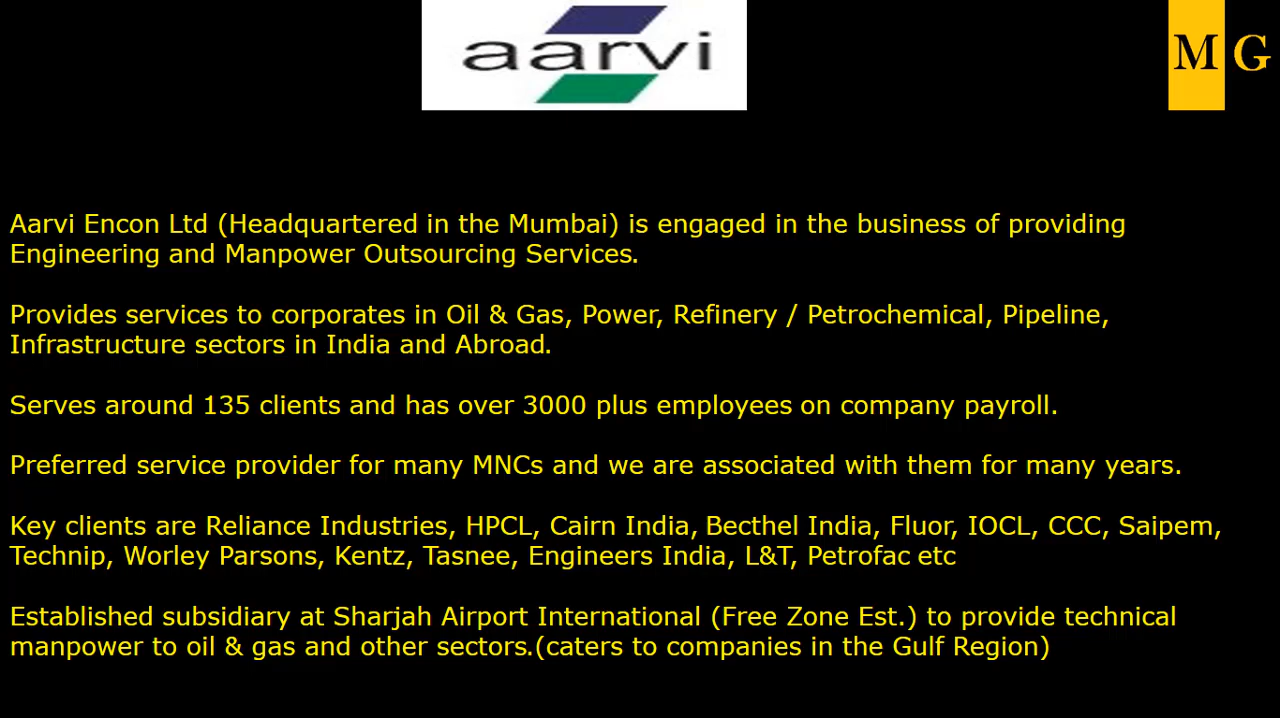 aarvi
M G
Aarvi Encon Ltd (Headquartered in the Mumbai) is engaged in the business of providing
Engineering and Manpower Outsourcing Services.
Provides services to corporates in Oil & Gas, Power, Refinery / Petrochemical, Pipeline,
Infrastructure sectors in India and Abroad.
Serves around 135 clients and has over 3000 plus employees on company payroll.
Preferred service provider for many MNCs and we are associated with them for many years.
Key clients are Reliance Industries, HPCL, Cairn India, Becthel India, Fluor, IOCL, CCC, Saipem,
Technip, Worley Parsons, Kentz, Tasnee, Engineers India, L&T, Petrofac etc
Established subsidiary at Sharjah Airport International (Free Zone Est.) to provide technical
manpower to oil & gas and other sectors.(caters to companies in the Gulf Region)